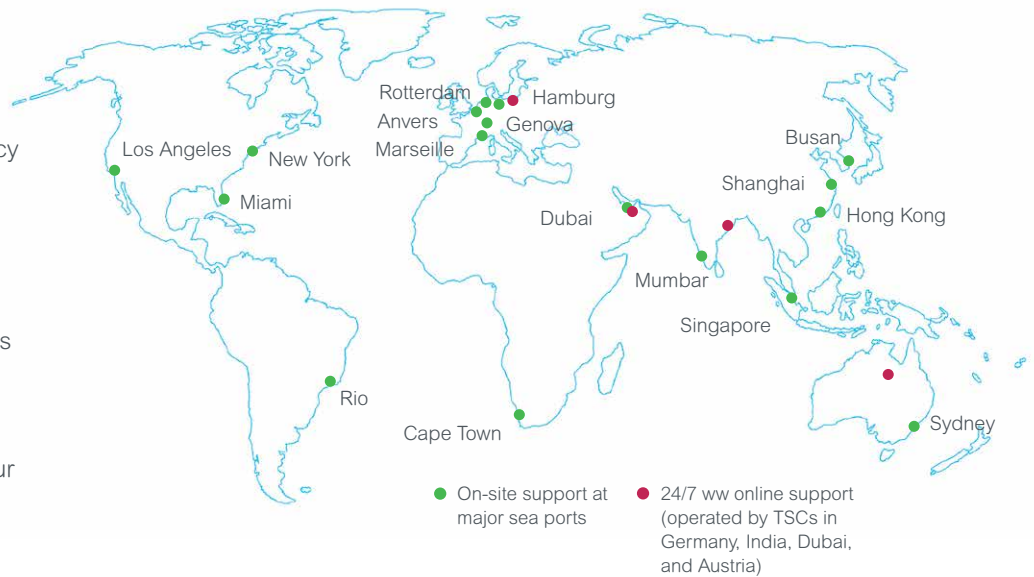 Rotterdam
Hamburg
Anvers
Genova
Marseille
Busan
cy
Los Angeles
New York
Shanghai
Miami
Dubai
Hong Kong
Mumbar
Singapore
s
Rio
Cape Town
Sydney
ur
On-site support at
major sea ports
24/7 ww online support
(operated by TSCs in
Germany, India, Dubai,
and Austria)